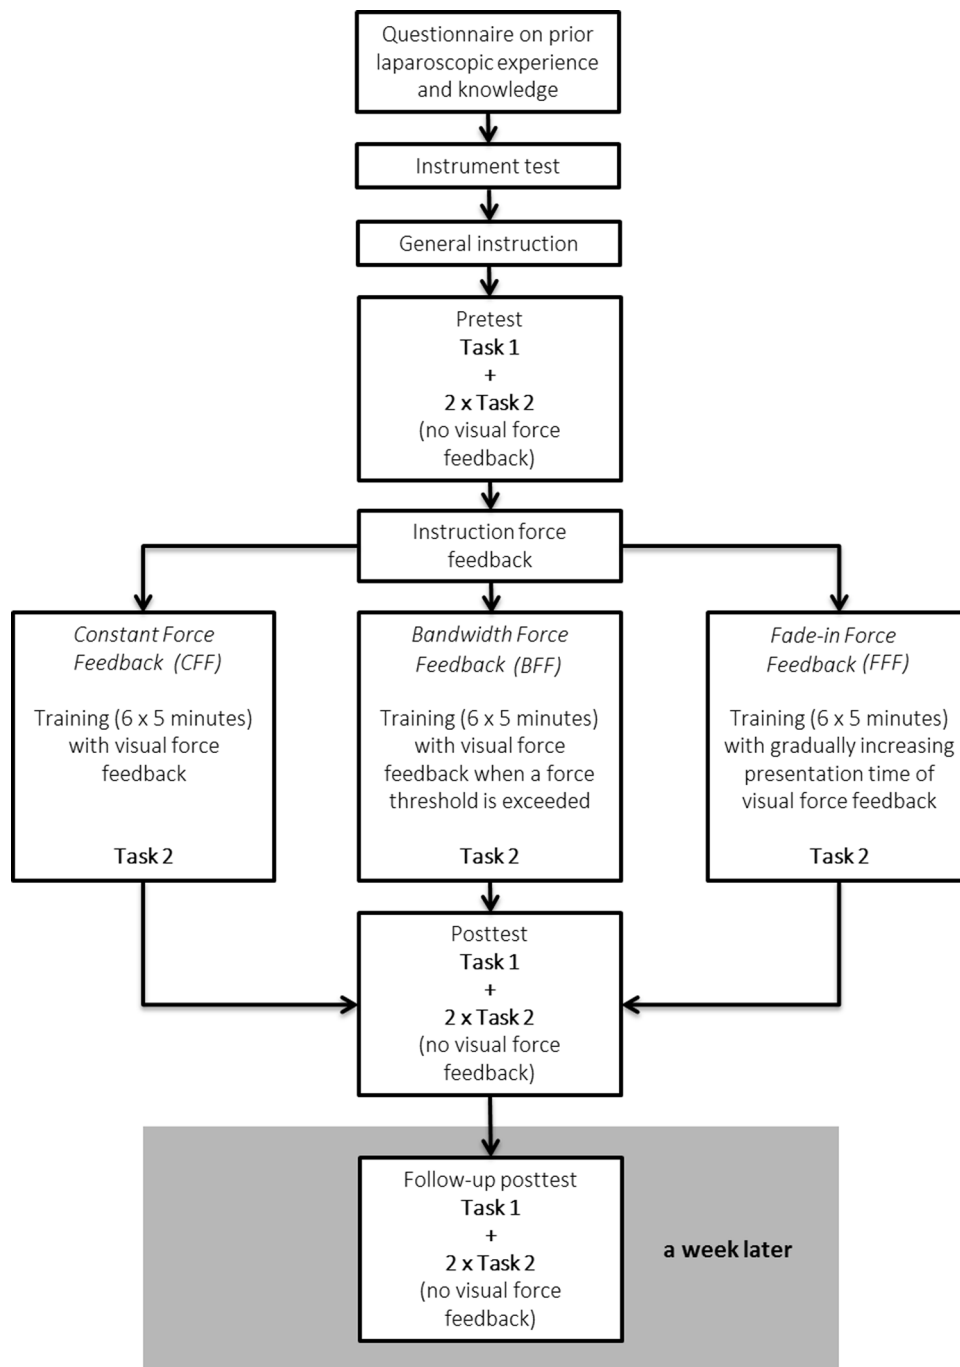 Questionnaire on prior
laparoscopic experience
and knowledge
Instrument test
General instruction
Pretest
Task 1
+
2 x Task 2
(no visual force
feedback)
Instruction force
feedback
Constant Force
Feedback (CFF)
Training (6 x 5 minutes)
with visual force
feedback
Task 2
Bandwidth Force
Feedback (BFF)
Training (6 x 5 minutes)
with visual force
feedback when a force
threshold is exceeded
Task 2
Fade-in Force
Feedback (FFF)
Training (6 x 5 minutes)
with gradually increasing
presentation time of
visual force feedback
Task 2
Posttest
Task 1
+
2 x Task 2
(no visual force
feedback)
Follow-up posttest
Task 1
+
2 x Task 2
(no visual force
feedback)
a week later